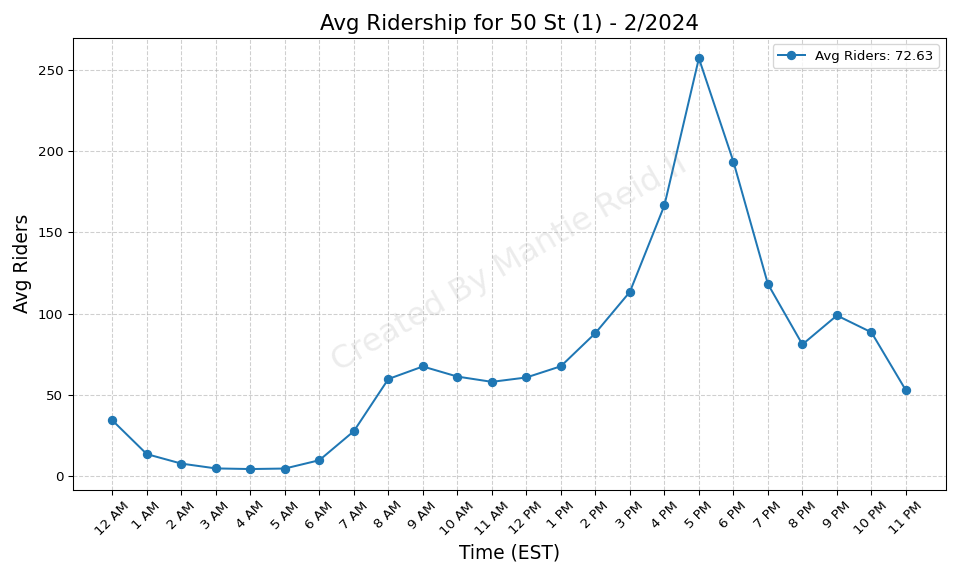 Avg Ridership for 50 St (1) - 2/2024
Avg Riders: 72.63
250
200
150
100
50
0
Avg Riders
Created By Mantie Reid II
12 AM
1 AM
2 AM
3 AM
4 AM
5 AM
6 AM
7 AM
8 AM
9 AM
10 AM
11 AM
12 PM
1 PM
2 PM
3 PM
4 PM
5 PM
6 PM
7 PM
8 PM
9 PM
10 PM
11 PM
Time (EST)